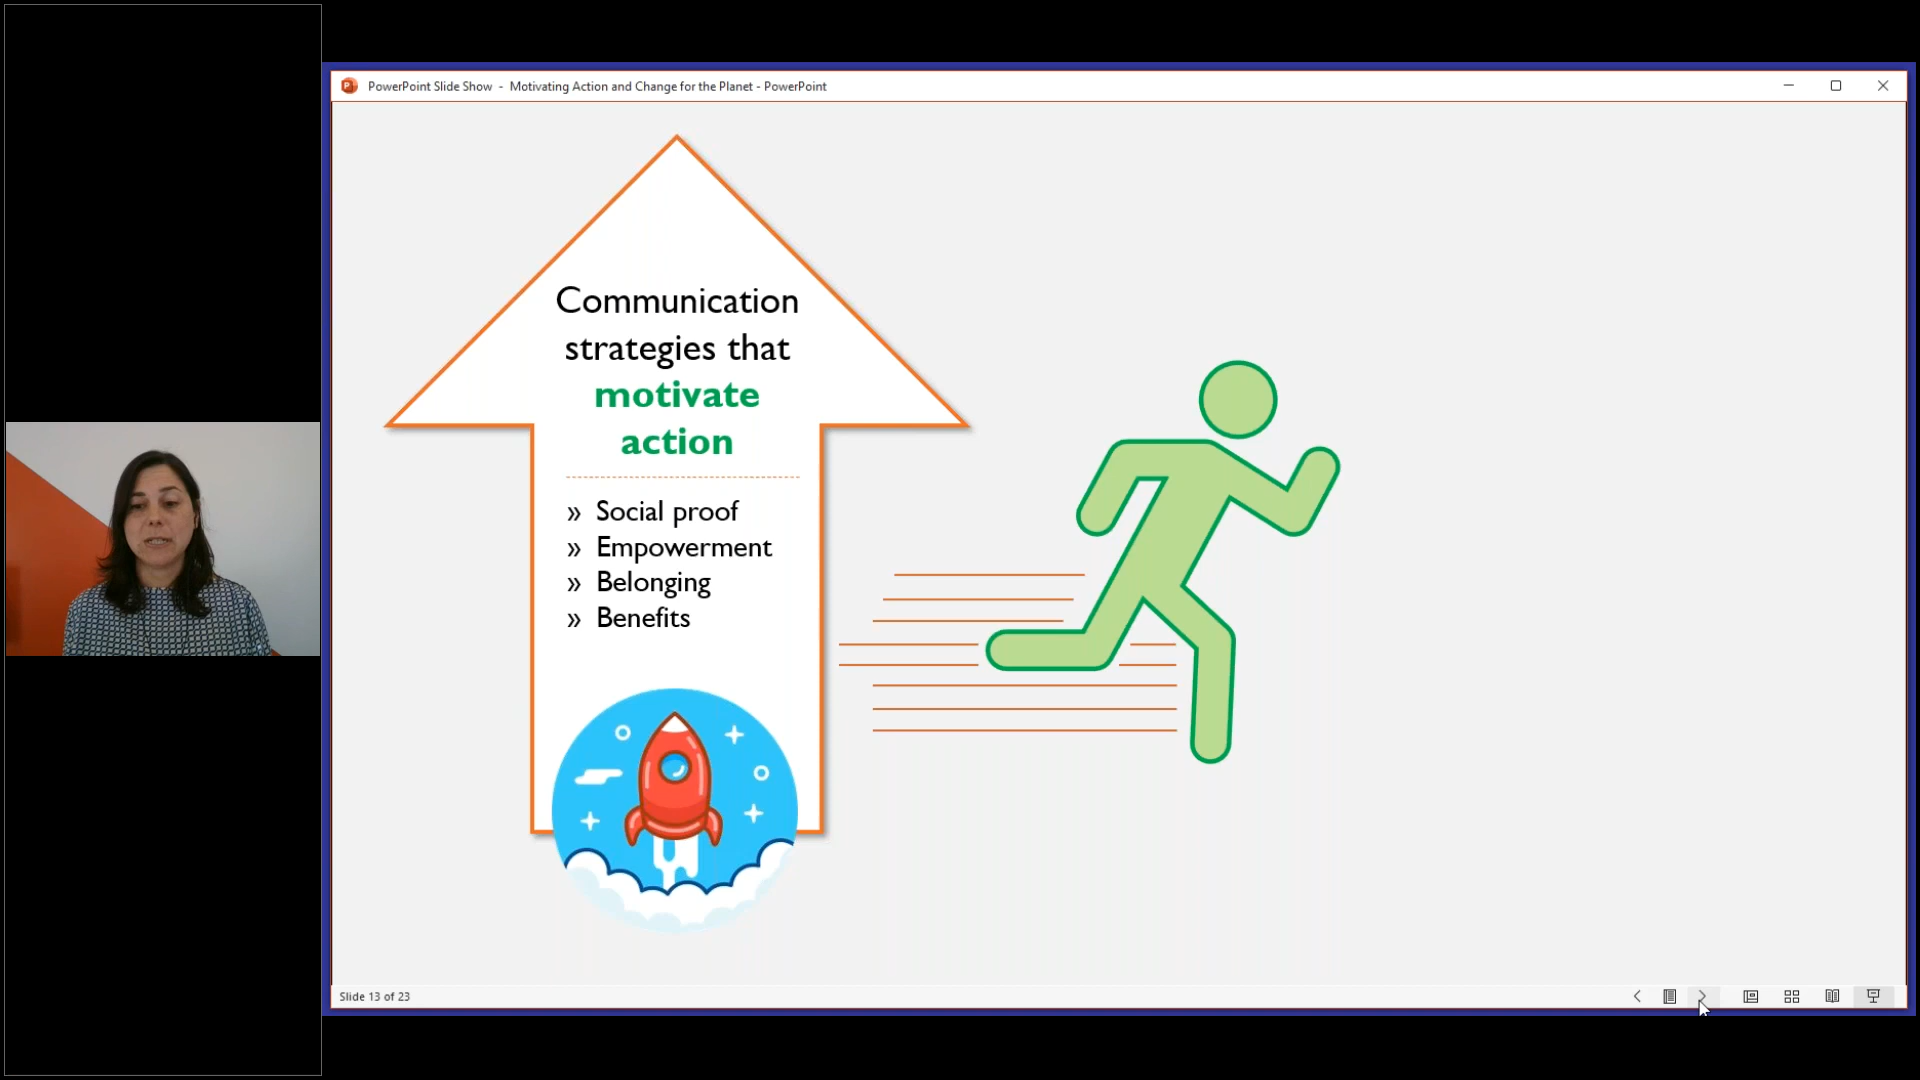 PowerPoint Slide Show - Motivating Action and Change for the Planet - PowerPoint
Communication
strategies that
motivate
action
» Social proof
» Empowerment
» Belonging
» Benefits
Slide 13 of 23